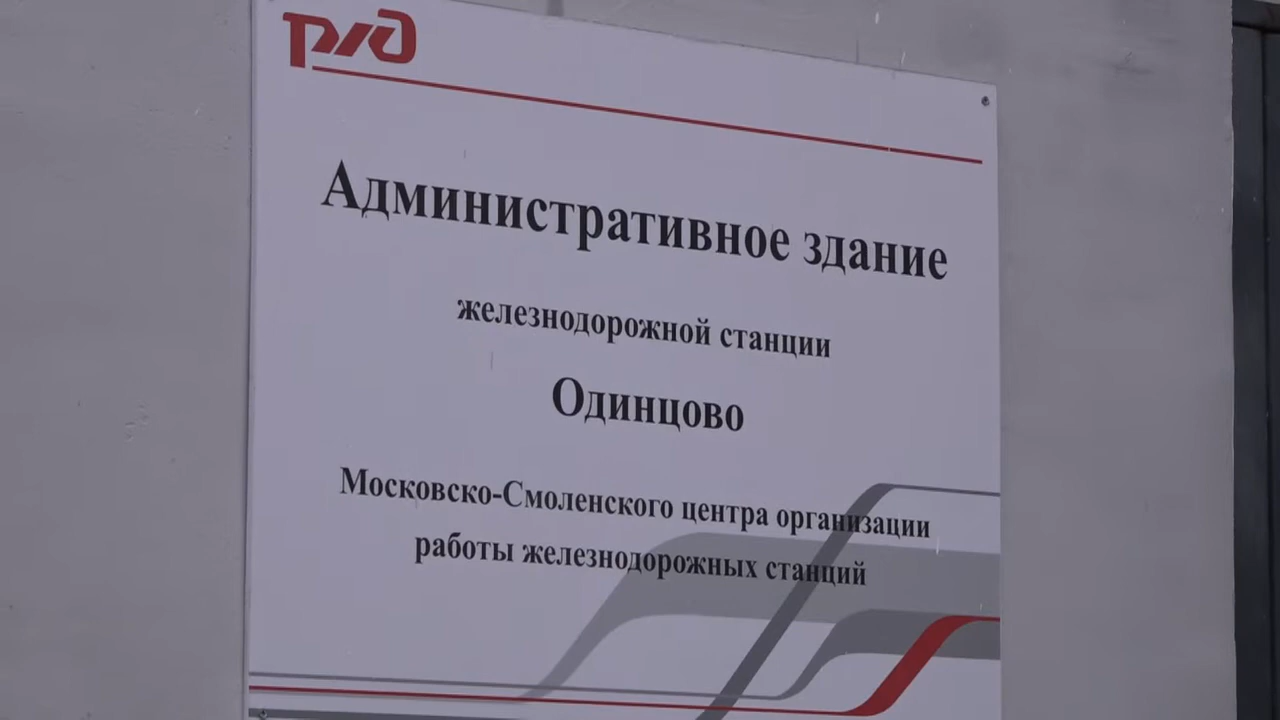 РЖД
Административное здание
железнодорожной станции
Одинцово
Московско-Смоленского центра организации
работы железнодорожных станций